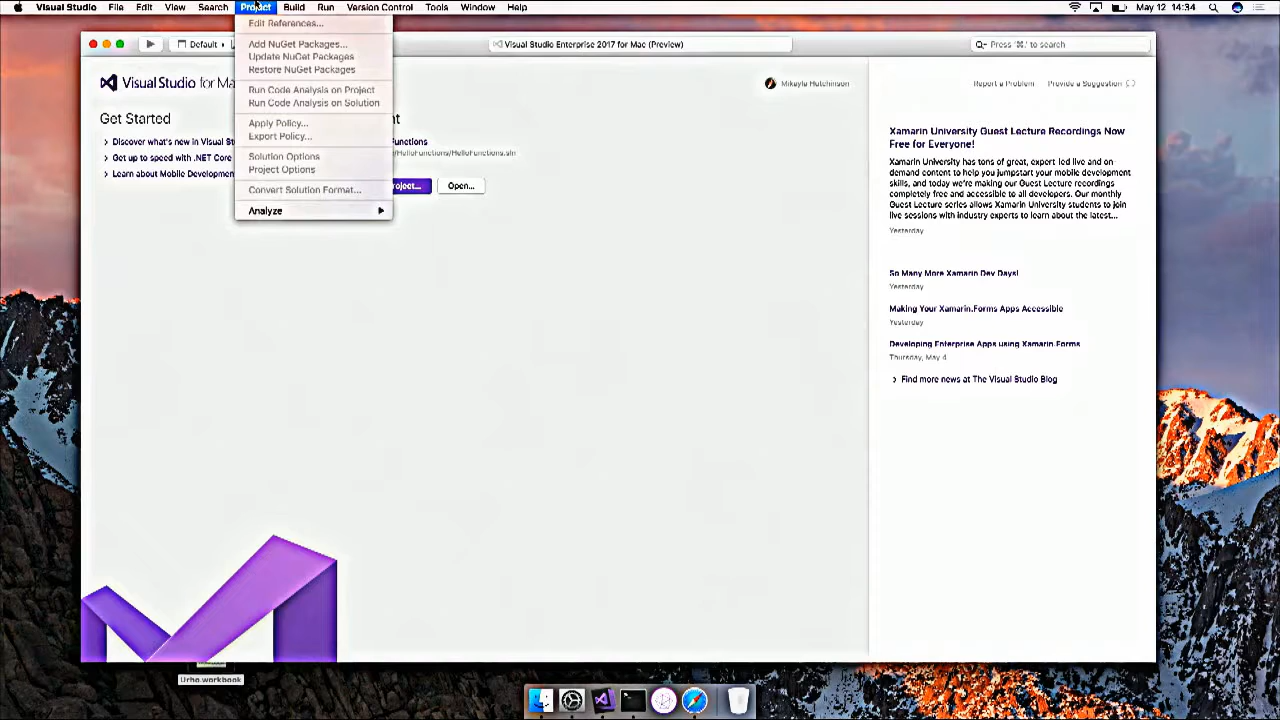 Visual Studio File Edit View Search Project Build Run Version Control Tools Window Help May 12 14:34
Edit References...
Add NuGet Packages...
Update NuGet Packages
Restore NuGet Packages
Run Code Analysis on Project
Run Code Analysis on Solution
Apply Policy...
Export Policy...
Solution Options
Project Options
Convert Solution Format...
Analyze
Default
Visual Studio Enterprise 2017 for Mac (Preview)
Press '⌘.' to search
Visual Studio for Ma
Mikayla Hutchinson
Report a Problem Provide a Suggestion
Get Started
Discover what's new in Visual St
Get up to speed with .NET Core
Learn about Mobile Developmen
nt
Functions
/HelloFunctions/HelloFunctions.sln
roject... Open...
Xamarin University Guest Lecture Recordings Now
Free for Everyone!
Xamarin University has tons of great, expert-led live and on
demand content to help you jumpstart your mobile development
skills, and today we're making our Guest Lecture recordings
completely free and accessible to all developers. Our monthly
Guest Lecture series allows Xamarin University students to join
live sessions with industry experts to learn about the latest...
Yesterday
So Many More Xamarin Dev Days!
Yesterday
Making Your Xamarin.Forms Apps Accessible
Yesterday
Developing Enterprise Apps using Xamarin.Forms
Thursday, May 4
Find more news at The Visual Studio Blog
Urho.workbook